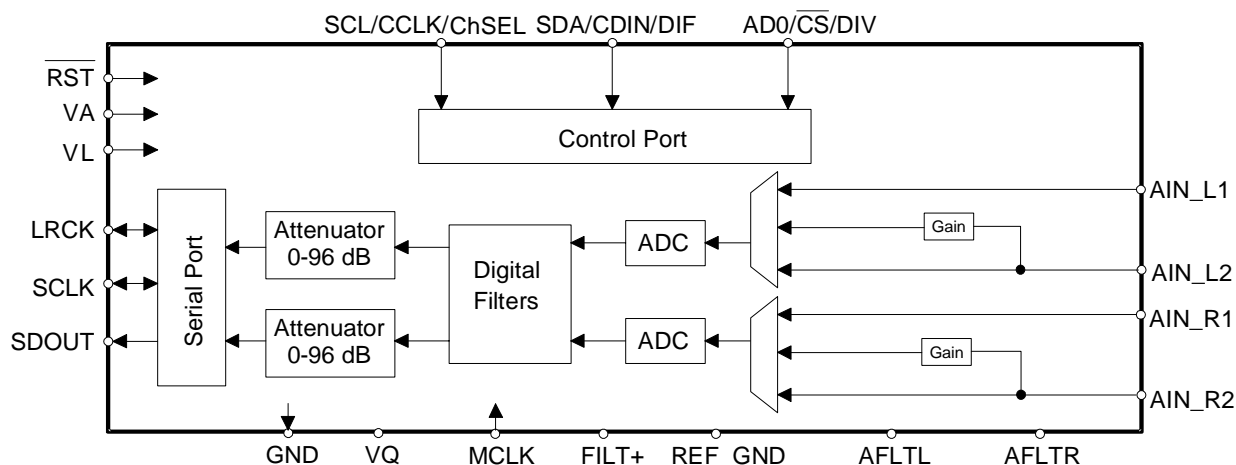 SCL/CCLK/ChSEL SDA/CDIN/DIF AD0/CS/DIV
RST
VA
VL
Control Port
AIN_L1
LRCK
Attenuator
0-96 dB
ADC
Gain
Serial Port
Digital
Filters
SCLK
AIN_L2
AIN_R1
SDOUT
Attenuator
0-96 dB
ADC
Gain
AIN_R2
GND VQ MCLK FILT+ REF GND AFLTL AFLTR